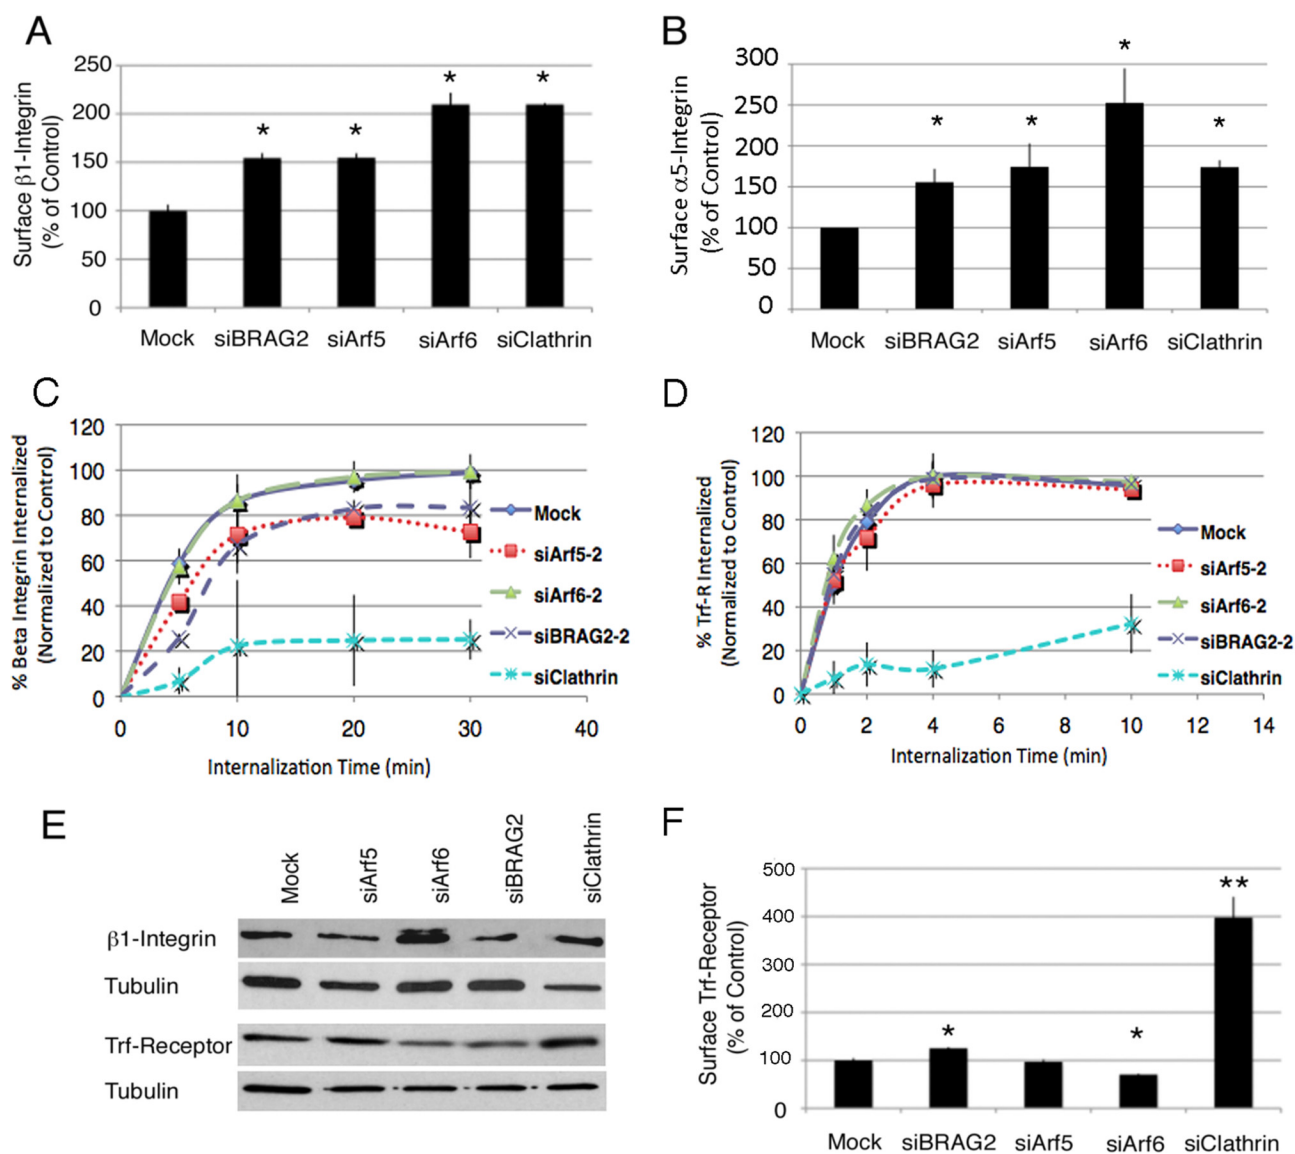 A
Surface β1-Integrin
(% of Control)
250
200
150
100
50
0
*
*
*
*
Mock siBRAG2 siArf5 siArf6 siClathrin
B
Surface α5-Integrin
(% of Control)
300
250
200
150
100
50
0
*
*
*
*
Mock siBRAG2 siArf5 siArf6 siClathrin
C
% Beta Integrin Internalized
(Normalized to Control)
120
100
80
60
40
20
0
0 10 20 30 40
Internalization Time (min)
Mock
siArf5-2
siArf6-2
siBRAG2-2
siClathrin
D
% Trf-R Internalized
(Normalized to Control)
120
100
80
60
40
20
0
0 2 4 6 8 10 12 14
Internalization Time (min)
Mock
siArf5-2
siArf6-2
siBRAG2-2
siClathrin
E
Mock siArf5 siArf6 siBRAG2 siClathrin
β1-Integrin
Tubulin
Trf-Receptor
Tubulin
F
Surface Trf-Receptor
(% of Control)
500
400
300
200
100
0
*
*
**
Mock siBRAG2 siArf5 siArf6 siClathrin